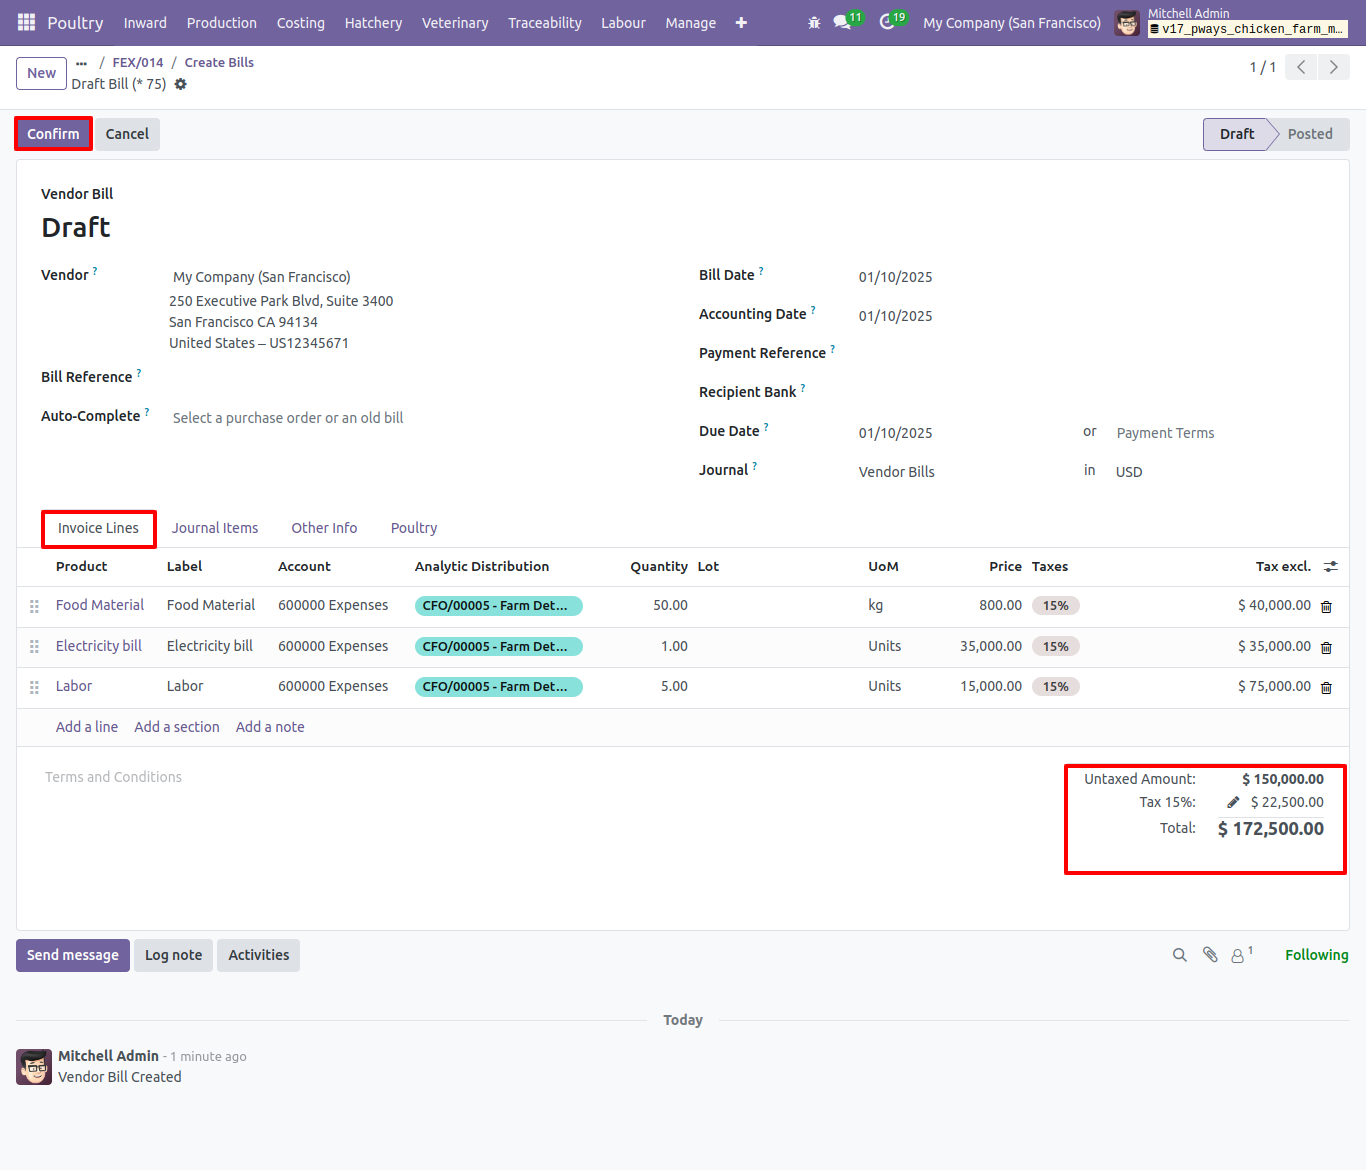 Poultry Inward Production Costing Hatchery Veterinary Traceability Labour Manage 11 19 My Company (San Francisco) Mitchell Admin
v17_pways_chicken_farm_m...
New ... / FEX/014 / Create Bills
Draft Bill (* 75)
1 / 1
Confirm Cancel Draft Posted
Vendor Bill
Draft
Vendor ? My Company (San Francisco)
250 Executive Park Blvd, Suite 3400
San Francisco CA 94134
United States – US12345671
Bill Reference ?
Auto-Complete ? Select a purchase order or an old bill
Bill Date ? 01/10/2025
Accounting Date ? 01/10/2025
Payment Reference ?
Recipient Bank ?
Due Date ? 01/10/2025 or Payment Terms
Journal ? Vendor Bills in USD
Invoice Lines Journal Items Other Info Poultry
Product Label Account Analytic Distribution Quantity Lot UoM Price Taxes Tax excl.
Food Material Food Material 600000 Expenses CFO/00005 - Farm Det... 50.00 kg 800.00 15% $ 40,000.00
Electricity bill Electricity bill 600000 Expenses CFO/00005 - Farm Det... 1.00 Units 35,000.00 15% $ 35,000.00
Labor Labor 600000 Expenses CFO/00005 - Farm Det... 5.00 Units 15,000.00 15% $ 75,000.00
Add a line Add a section Add a note
Terms and Conditions
Untaxed Amount: $ 150,000.00
Tax 15%: $ 22,500.00
Total: $ 172,500.00
Send message Log note Activities 1 Following
Today
Mitchell Admin - 1 minute ago
Vendor Bill Created